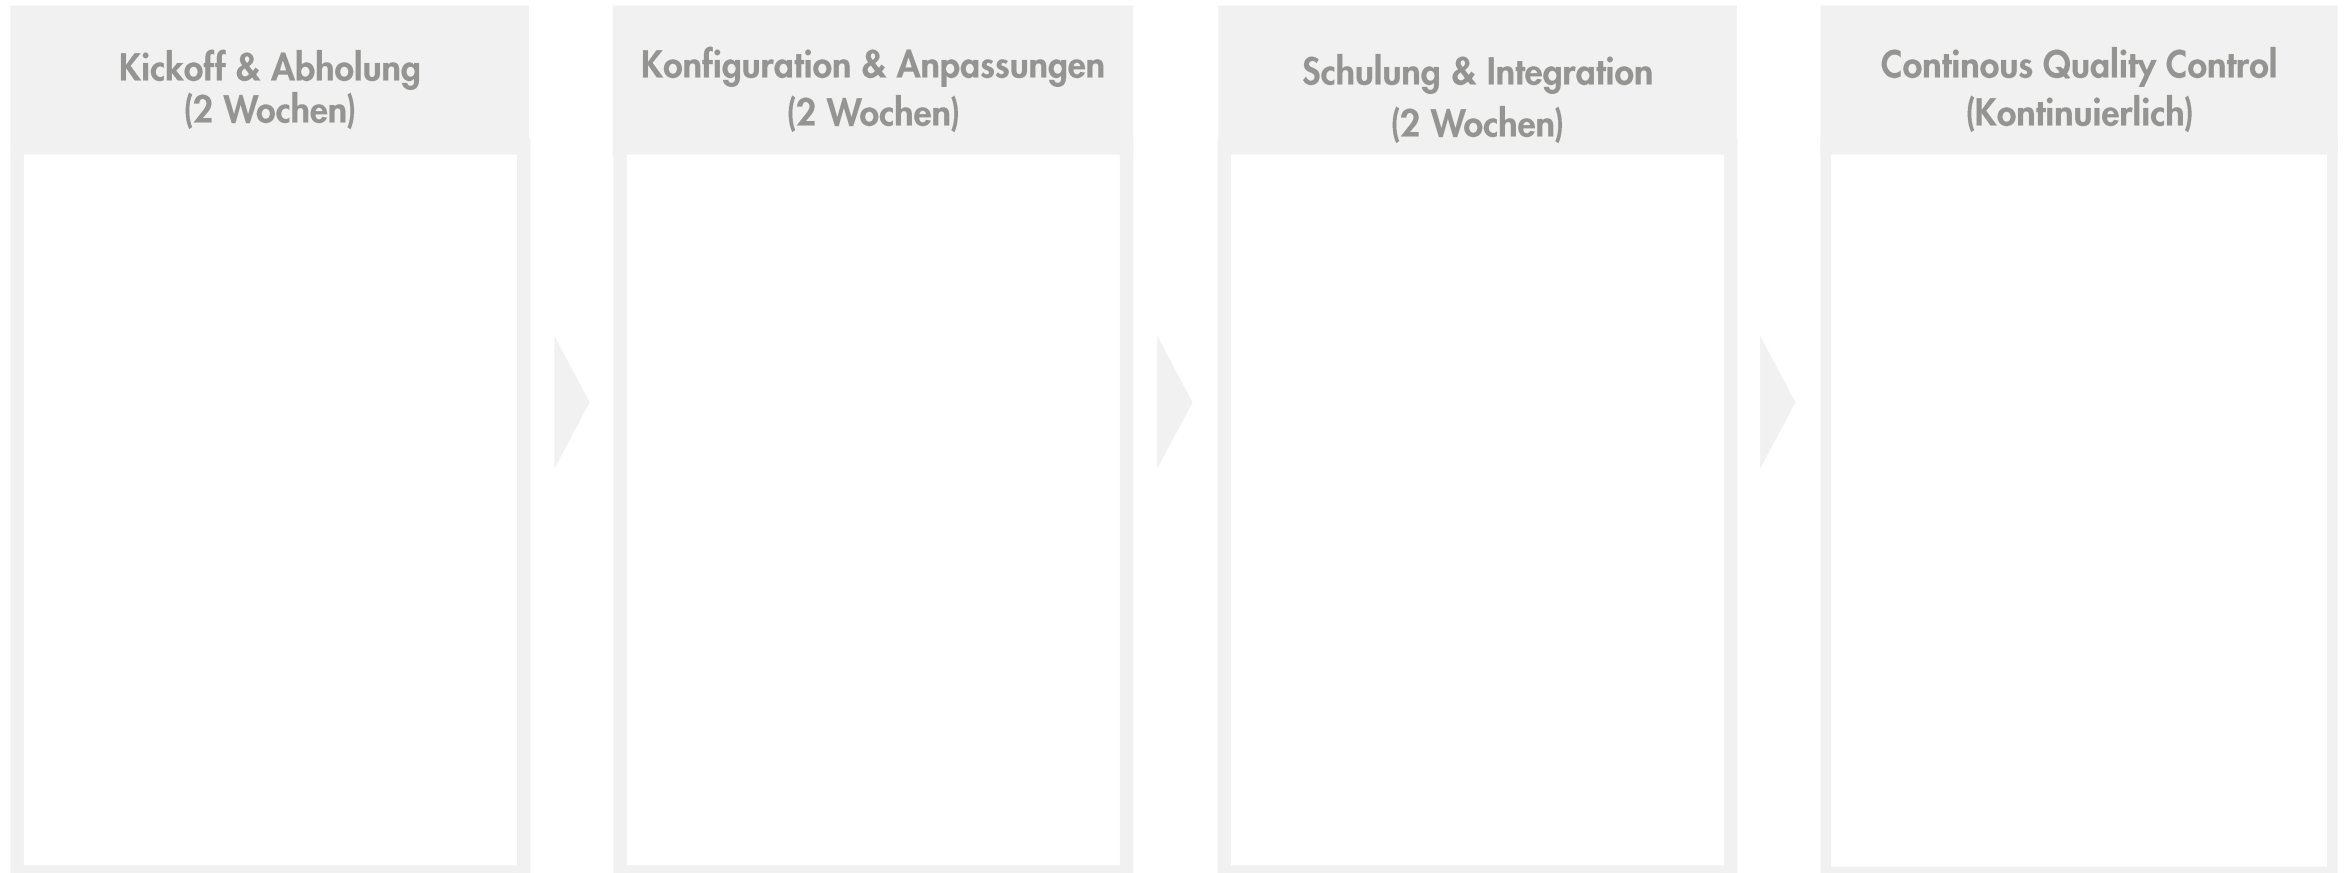 Kickoff & Abholung
(2 Wochen)
Konfiguration & Anpassungen
(2 Wochen)
Schulung & Integration
(2 Wochen)
Continous Quality Control
(Kontinuierlich)